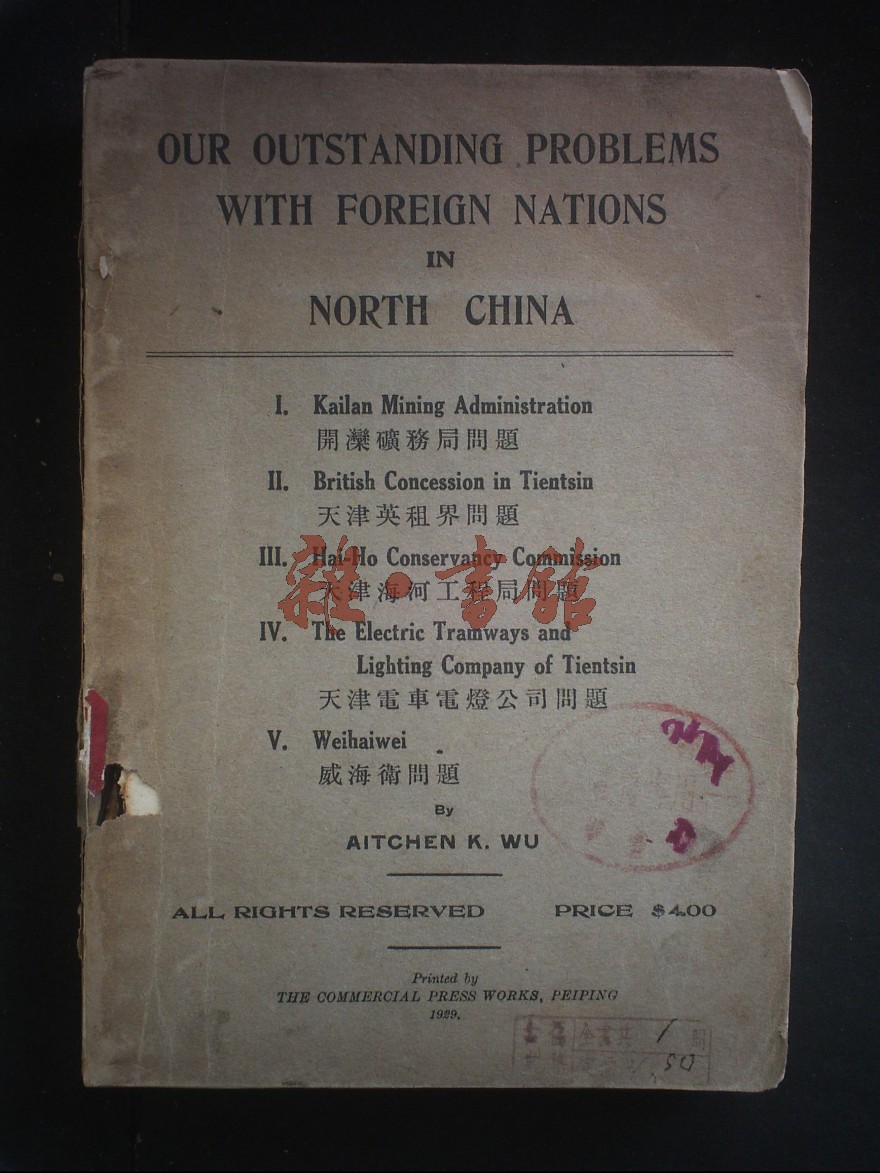 OUR OUTSTANDING PROBLEMS
WITH FOREIGN NATIONS
IN
NORTH CHINA
I. Kailan Mining Administration
開灤礦務局問題
II. British Concession in Tientsin
天津英租界問題
III. Hai-Ho Conservancy Commission
天津海河工程局問題
雜·書館
IV. The Electric Tramways and
Lighting Company of Tientsin
天津電車電燈公司問題
V. Weihaiwei
威海衛問題
By
AITCHEN K. WU
ALL RIGHTS RESERVED PRICE $4.00
Printed by
THE COMMERCIAL PRESS WORKS, PEIPING
1929.